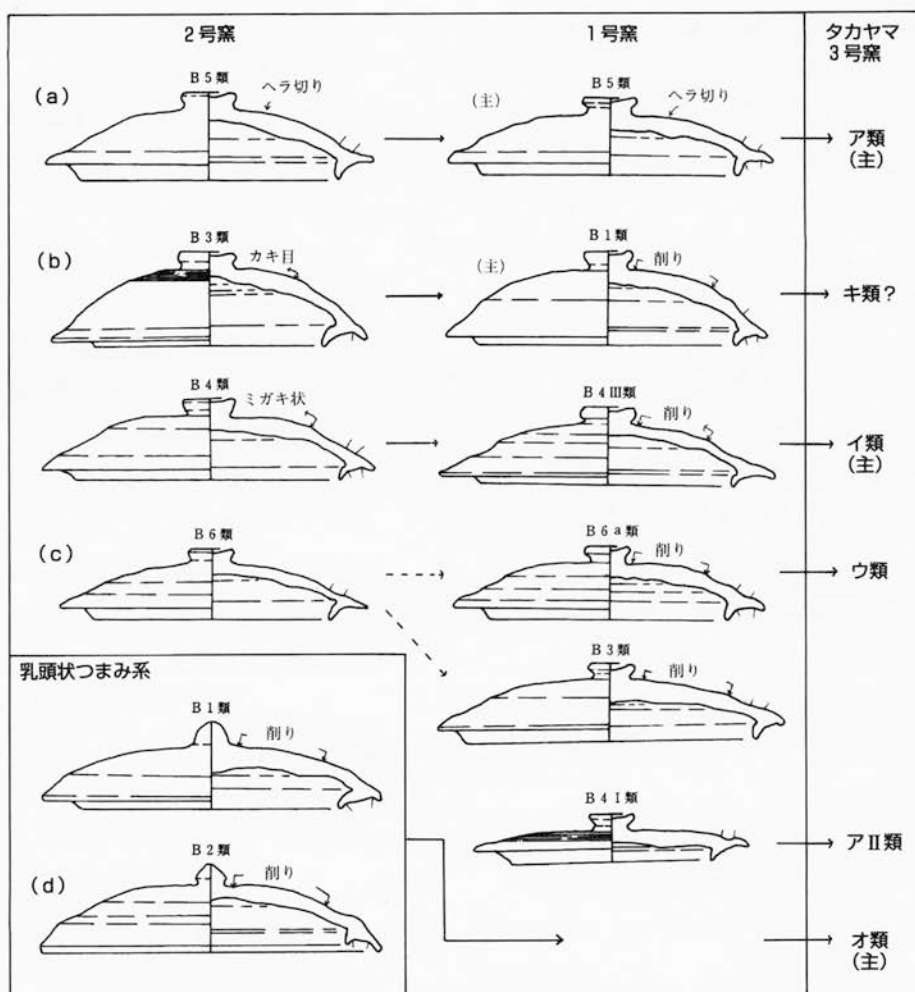 2号窯
1号窯
タカヤマ
3号窯
(a)
B5類
ヘラ切り
(主)
B5類
ヘラ切り
ア類
(主)
(b)
B3類
カキ目
(主)
B1類
削り
キ類?
B4類
ミガキ状
B4Ⅲ類
削り
イ類
(主)
(c)
B6類
B6a類
削り
ウ類
B3類
削り
乳頭状つまみ系
B1類
削り
B4Ⅰ類
アⅡ類
(d)
B2類
削り
オ類
(主)